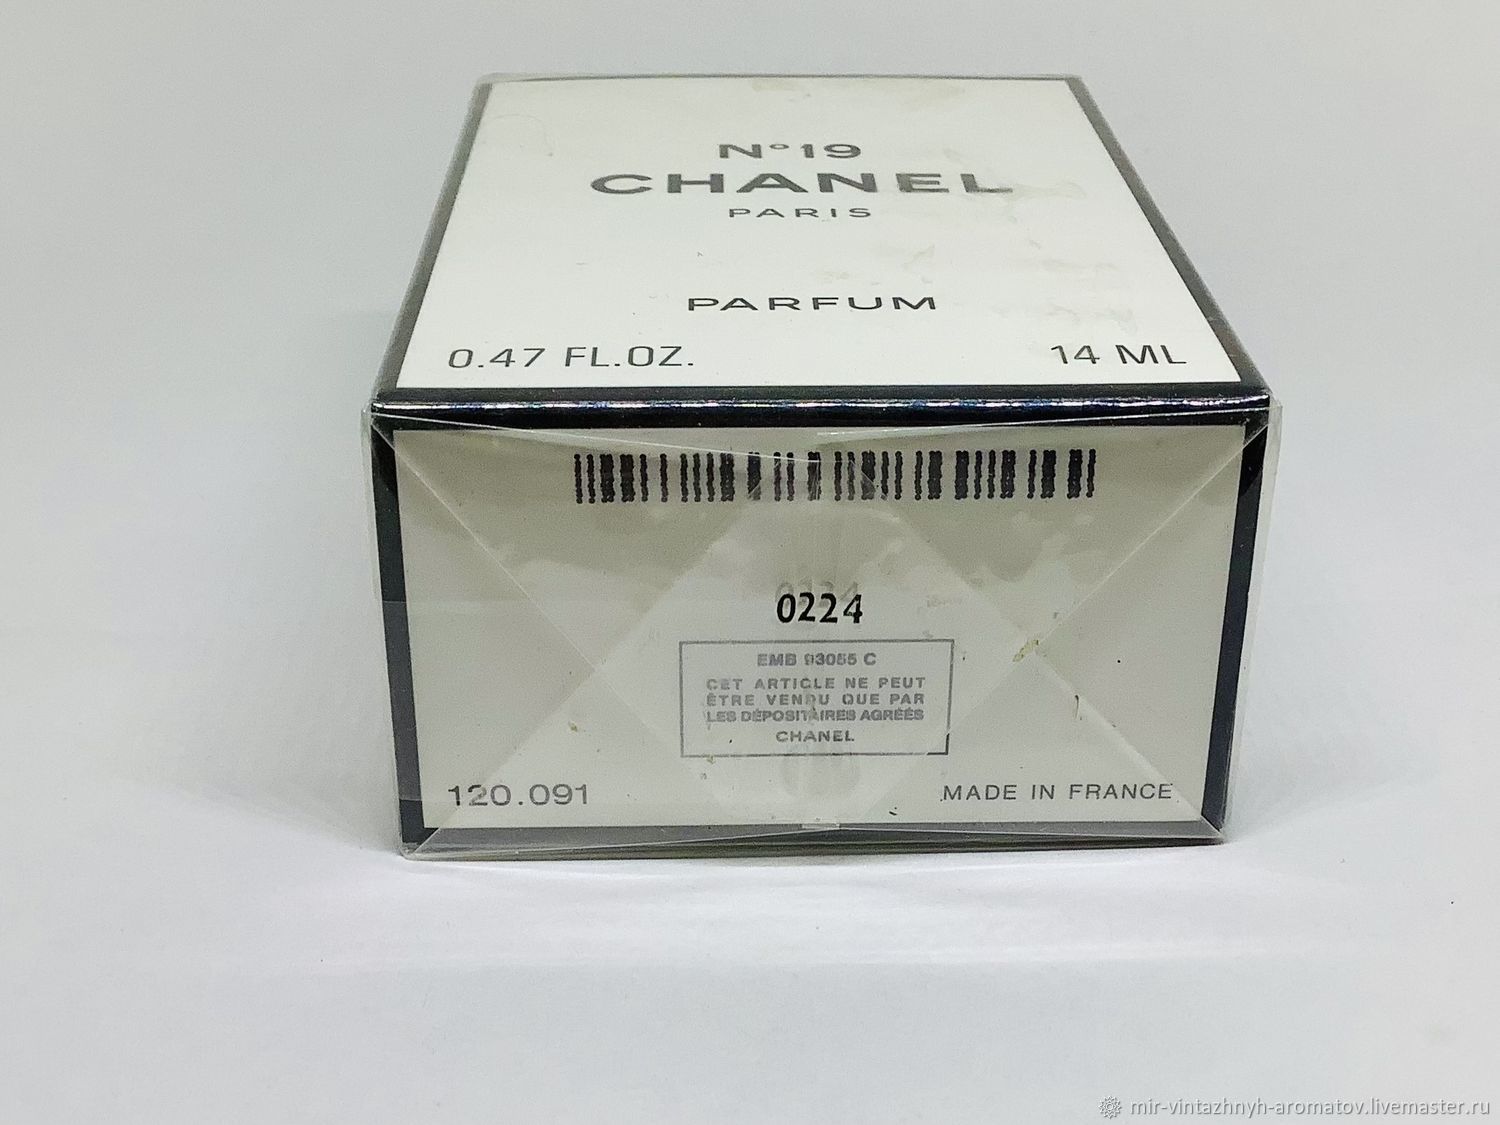 Nº19
CHANEL
PARIS
PARFUM
0.47 FL.OZ.
14 ML
0224
EMB 93055 C
CET ARTICLE NE PEUT
ÊTRE VENDU QUE PAR
LES DÉPOSITAIRES AGRÉÉS
CHANEL
120.091
MADE IN FRANCE
mir-vintazhnyh-aromatov.livemaster.ru